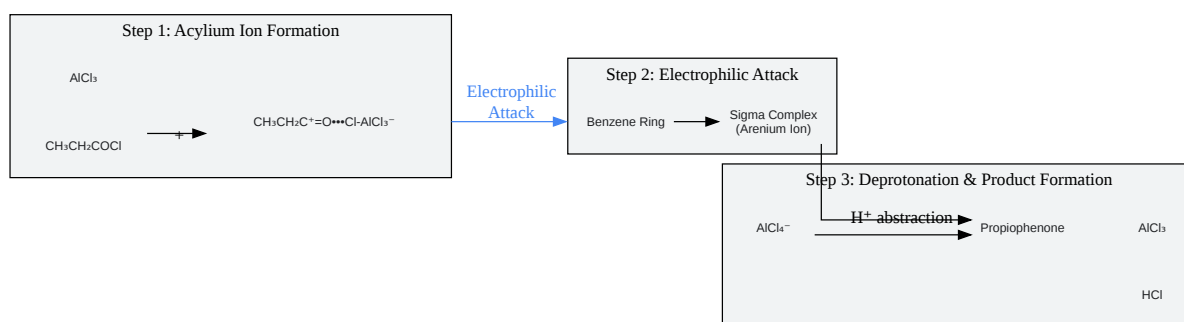 Step 1: Acylium Ion Formation
AlCl₃
CH₃CH₂COCl
+
CH₃CH₂C⁺=O•••Cl-AlCl₃⁻
Electrophilic
Attack
Step 2: Electrophilic Attack
Benzene Ring
Sigma Complex
(Arenium Ion)
Step 3: Deprotonation & Product Formation
AlCl₄⁻
H⁺ abstraction
Propiophenone
AlCl₃
HCl